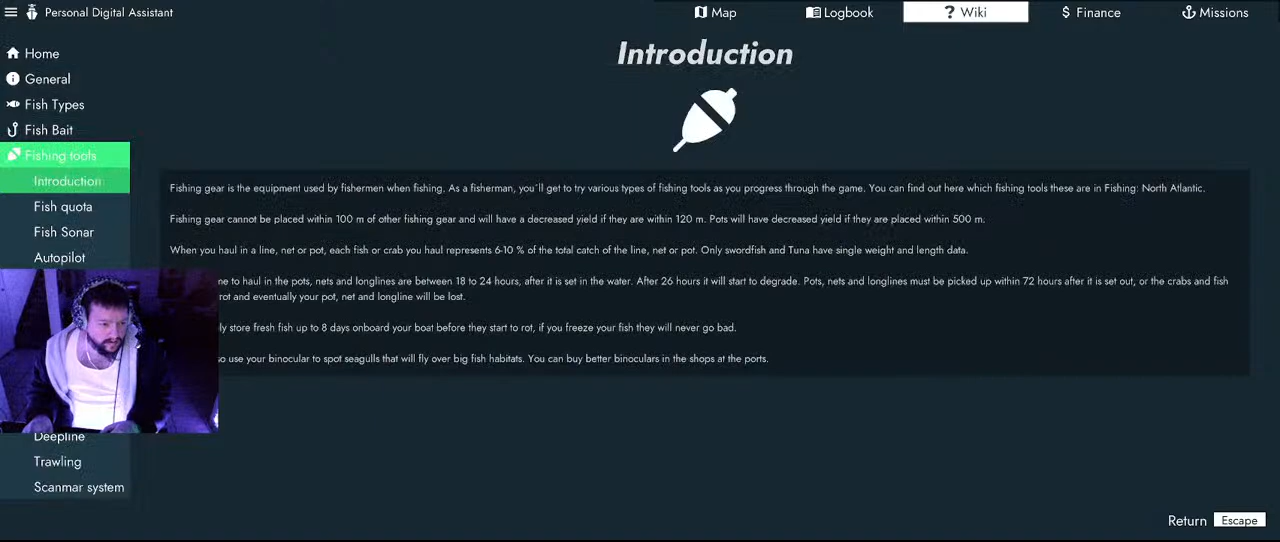 Personal Digital Assistant
Map
Logbook
? Wiki
$ Finance
Missions
Home
General
Fish Types
Fish Bait
Fishing tools
Introduction
Fish quota
Fish Sonar
Autopilot
Deepline
Trawling
Scanmar system
Introduction
Fishing gear is the equipment used by fishermen when fishing. As a fisherman, you´ll get to try various types of fishing tools as you progress through the game. You can find out here which fishing tools these are in Fishing: North Atlantic.
Fishing gear cannot be placed within 100 m of other fishing gear and will have a decreased yield if they are within 120 m. Pots will have decreased yield if they are placed within 500 m.
When you haul in a line, net or pot, each fish or crab you haul represents 6-10 % of the total catch of the line, net or pot. Only swordfish and Tuna have single weight and length data.
to haul in the pots, nets and longlines are between 18 to 24 hours, after it is set in the water. After 26 hours it will start to degrade. Pots, nets and longlines must be picked up within 72 hours after it is set out, or the crabs and fish
rot and eventually your pot, net and longline will be lost.
store fresh fish up to 8 days onboard your boat before they start to rot, if you freeze your fish they will never go bad.
use your binocular to spot seagulls that will fly over big fish habitats. You can buy better binoculars in the shops at the ports.
Return Escape